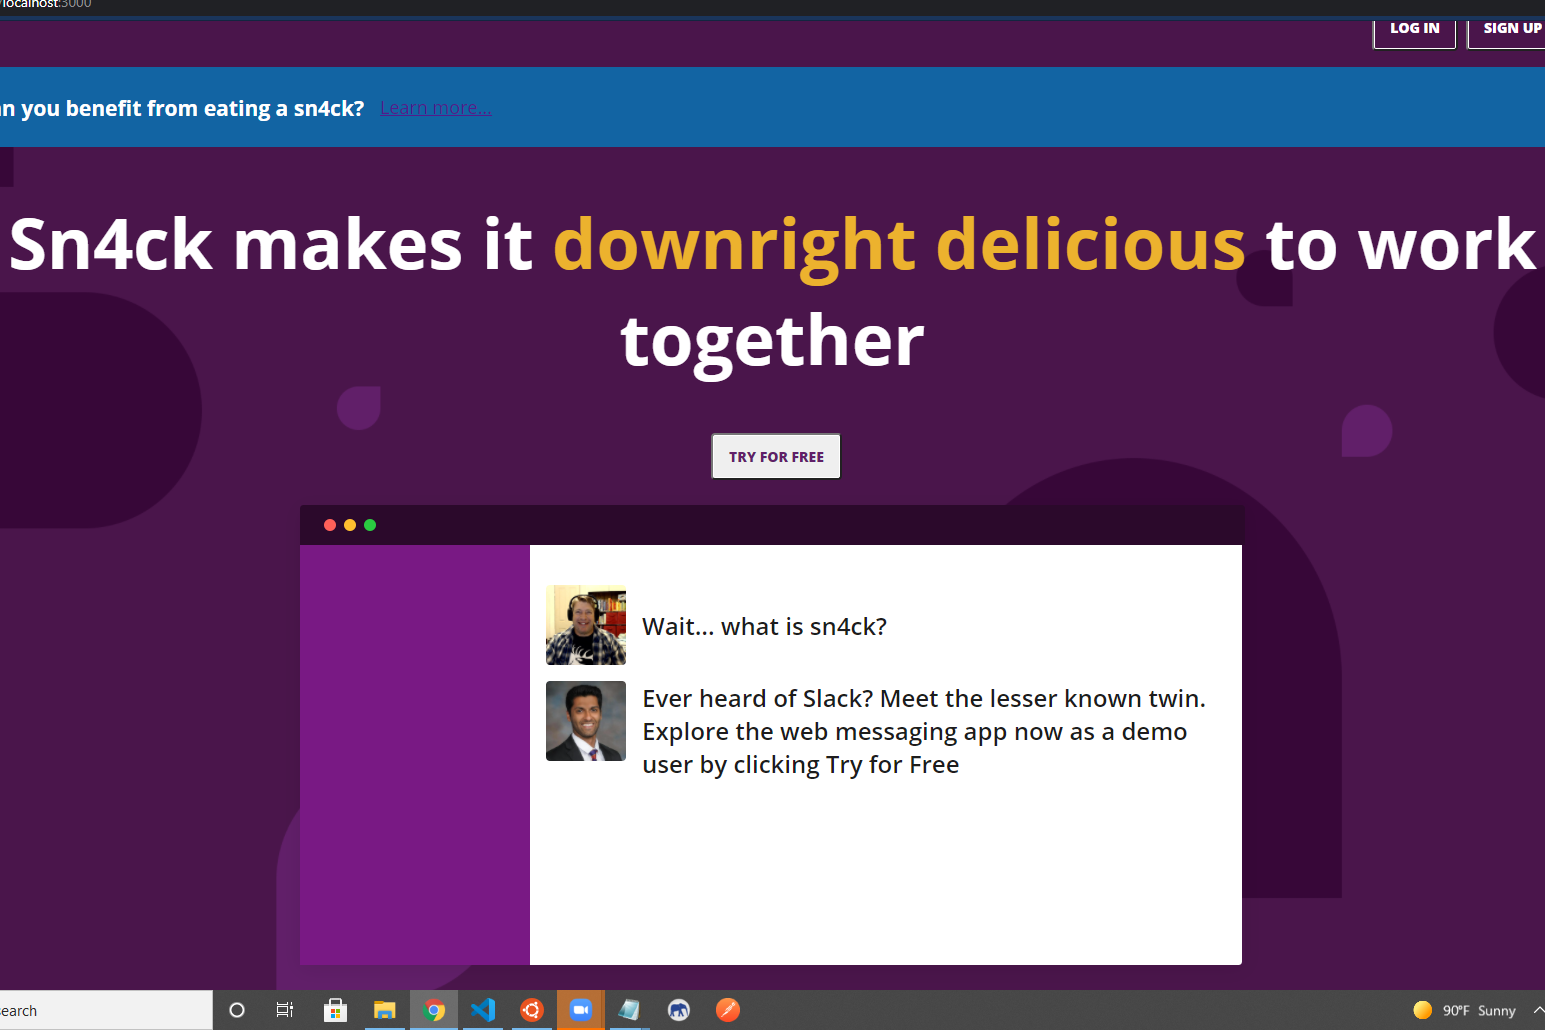 localhost:3000
LOG IN
SIGN UP
you benefit from eating a sn4ck? Learn more...
Sn4ck makes it downright delicious to work
together
TRY FOR FREE
Wait... what is sn4ck?
Ever heard of Slack? Meet the lesser known twin.
Explore the web messaging app now as a demo
user by clicking Try for Free
90°F Sunny